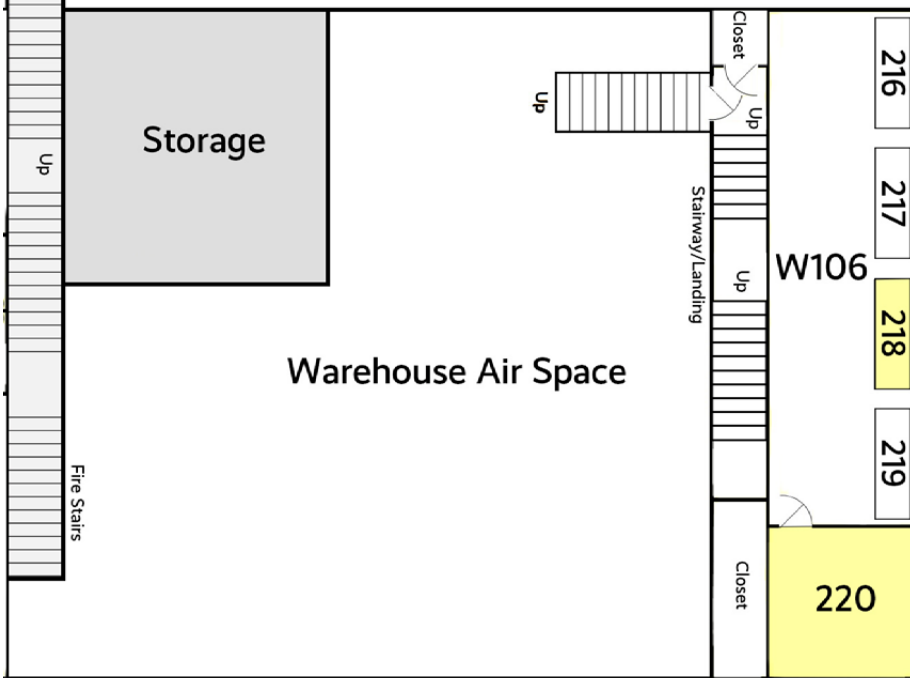 Closet
216
Up
Up
Storage
Up
217
Stairway/Landing
W106
Up
218
Warehouse Air Space
219
Fire Stairs
Closet
220